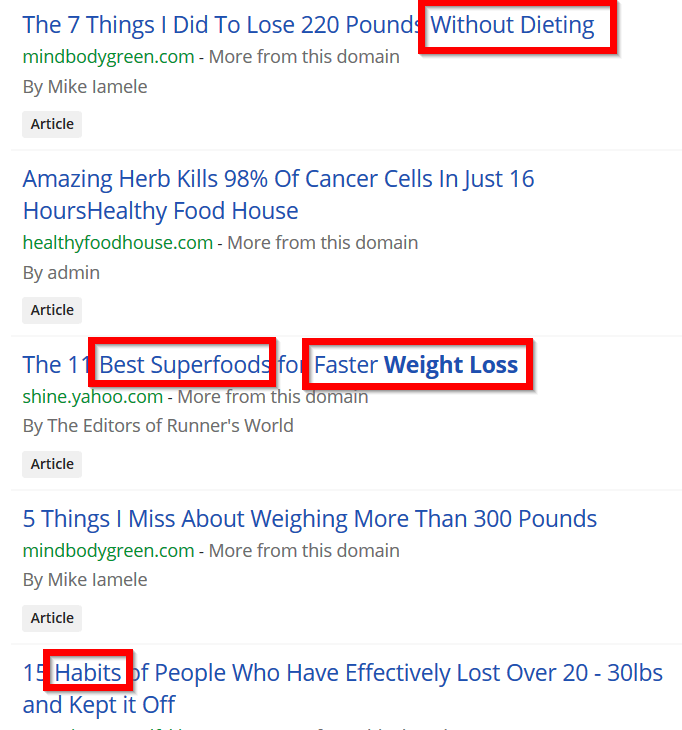 The 7 Things I Did To Lose 220 Pounds Without Dieting
mindbodygreen.com - More from this domain
By Mike Iamele
Article
Amazing Herb Kills 98% Of Cancer Cells In Just 16
HoursHealthy Food House
healthyfoodhouse.com - More from this domain
By admin
Article
The 11 Best Superfoods for Faster Weight Loss
shine.yahoo.com - More from this domain
By The Editors of Runner's World
Article
5 Things I Miss About Weighing More Than 300 Pounds
mindbodygreen.com - More from this domain
By Mike Iamele
Article
15 Habits of People Who Have Effectively Lost Over 20 - 30lbs
and Kept it Off